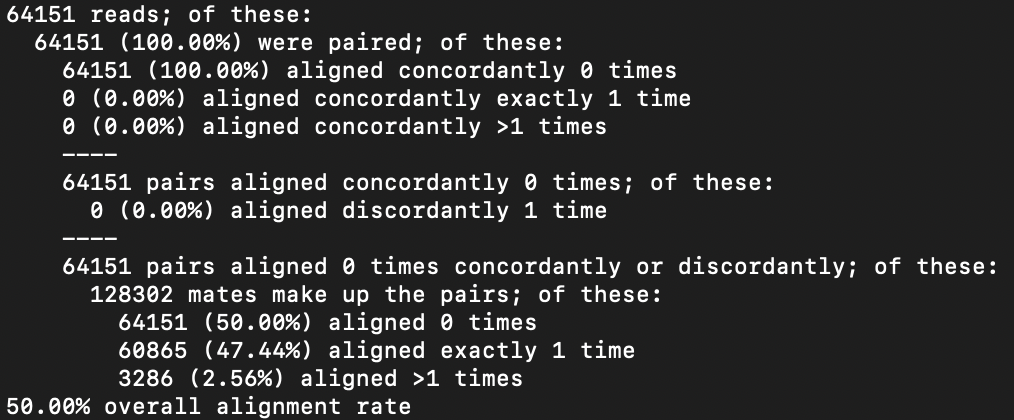 64151 reads; of these:
  64151 (100.00%) were paired; of these:
    64151 (100.00%) aligned concordantly 0 times
    0 (0.00%) aligned concordantly exactly 1 time
    0 (0.00%) aligned concordantly >1 times
    ----
    64151 pairs aligned concordantly 0 times; of these:
      0 (0.00%) aligned discordantly 1 time
    ----
    64151 pairs aligned 0 times concordantly or discordantly; of these:
      128302 mates make up the pairs; of these:
        64151 (50.00%) aligned 0 times
        60865 (47.44%) aligned exactly 1 time
        3286 (2.56%) aligned >1 times
50.00% overall alignment rate